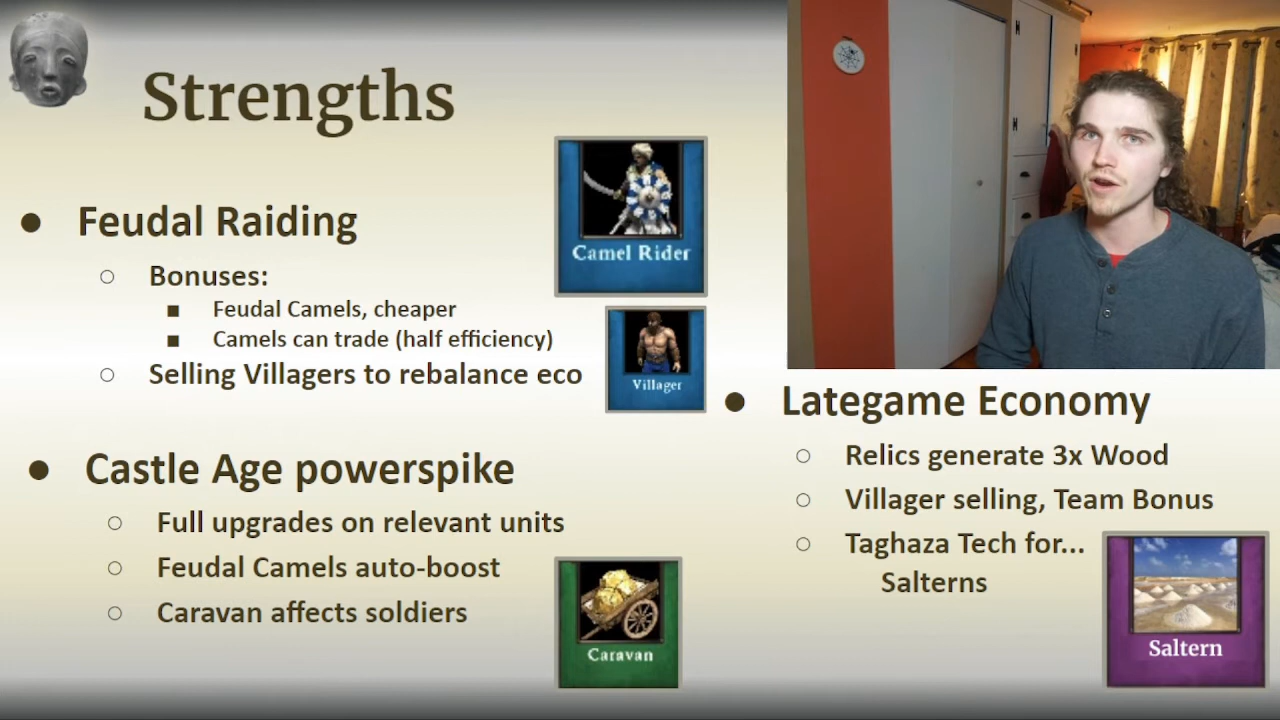 Strengths
● Feudal Raiding
○ Bonuses:
■ Feudal Camels, cheaper
■ Camels can trade (half efficiency)
○ Selling Villagers to rebalance eco
Camel Rider
Villager
● Castle Age powerspike
○ Full upgrades on relevant units
○ Feudal Camels auto-boost
○ Caravan affects soldiers
Caravan
● Lategame Economy
○ Relics generate 3x Wood
○ Villager selling, Team Bonus
○ Taghaza Tech for...
Salterns
Saltern